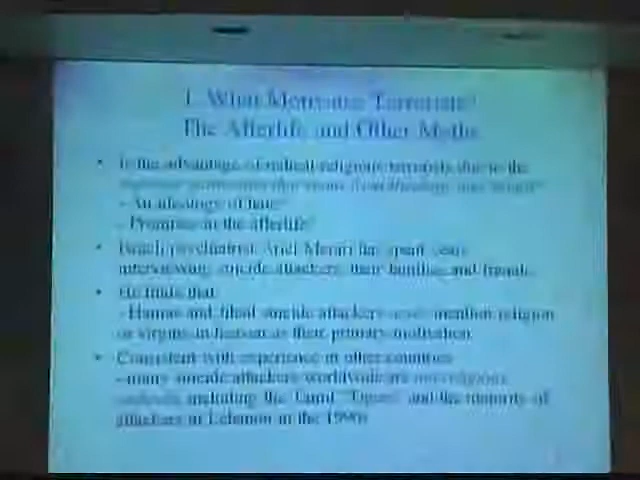 1. What Motivates Terrorists?
The Afterlife and Other Myths
• Is the advantage of radical religious terrorists due to the
- An ideology of hate?
- Promises in the afterlife?
• Israeli psychiatrist Ariel Merari has spent years
interviewing suicide attackers, their families and friends.
• He finds that
- Hamas and Jihad suicide attackers mention religion
or virgins in heaven as their primary motivation
• Consistent with experience in other countries
- many suicide attackers worldwide are non-religious
including the Tamil "Tigers" and the majority of
attackers in Lebanon in the 1990s